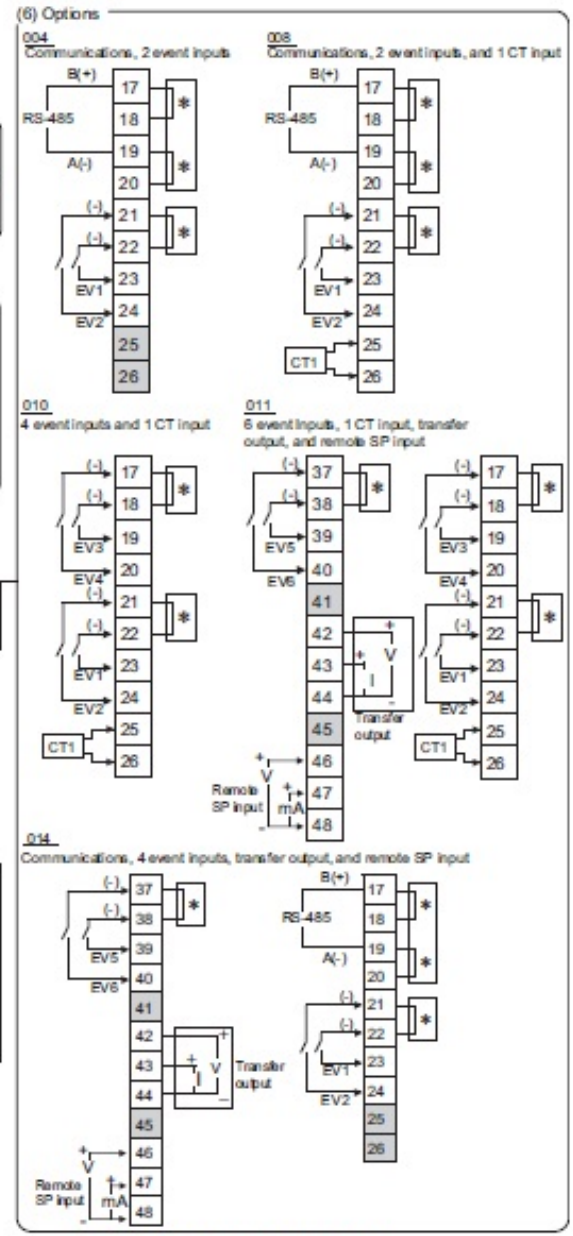 (6) Options
004
Communications, 2 event inputs
B(+)
RS-485
A(-)
(-)
(-)
EV1
EV2
17
18
19
20
21
22
23
24
25
26
*
*
*
008
Communications, 2 event inputs, and 1 CT input
B(+)
RS-485
A(-)
(-)
(-)
EV1
EV2
CT1
17
18
19
20
21
22
23
24
25
26
*
*
*
010
4 event inputs and 1 CT input
(-)
(-)
EV3
EV4
(-)
(-)
EV1
EV2
CT1
17
18
19
20
21
22
23
24
25
26
*
*
011
6 event inputs, 1 CT input, transfer
output, and remote SP input
(-)
(-)
EV5
EV6
37
38
39
40
41
42
43
44
45
46
47
48
*
+
+
V
I
-
Transfer
output
+
V
+
Remote
SP input
mA
-
(-)
(-)
EV3
EV4
(-)
(-)
EV1
EV2
CT1
17
18
19
20
21
22
23
24
25
26
*
*
014
Communications, 4 event inputs, transfer output, and remote SP input
(-)
(-)
EV5
EV6
37
38
39
40
41
42
43
44
45
46
47
48
*
+
+
V
I
-
Transfer
output
+
V
+
Remote
SP input
mA
-
B(+)
RS-485
A(-)
(-)
(-)
EV1
EV2
17
18
19
20
21
22
23
24
25
26
*
*
*